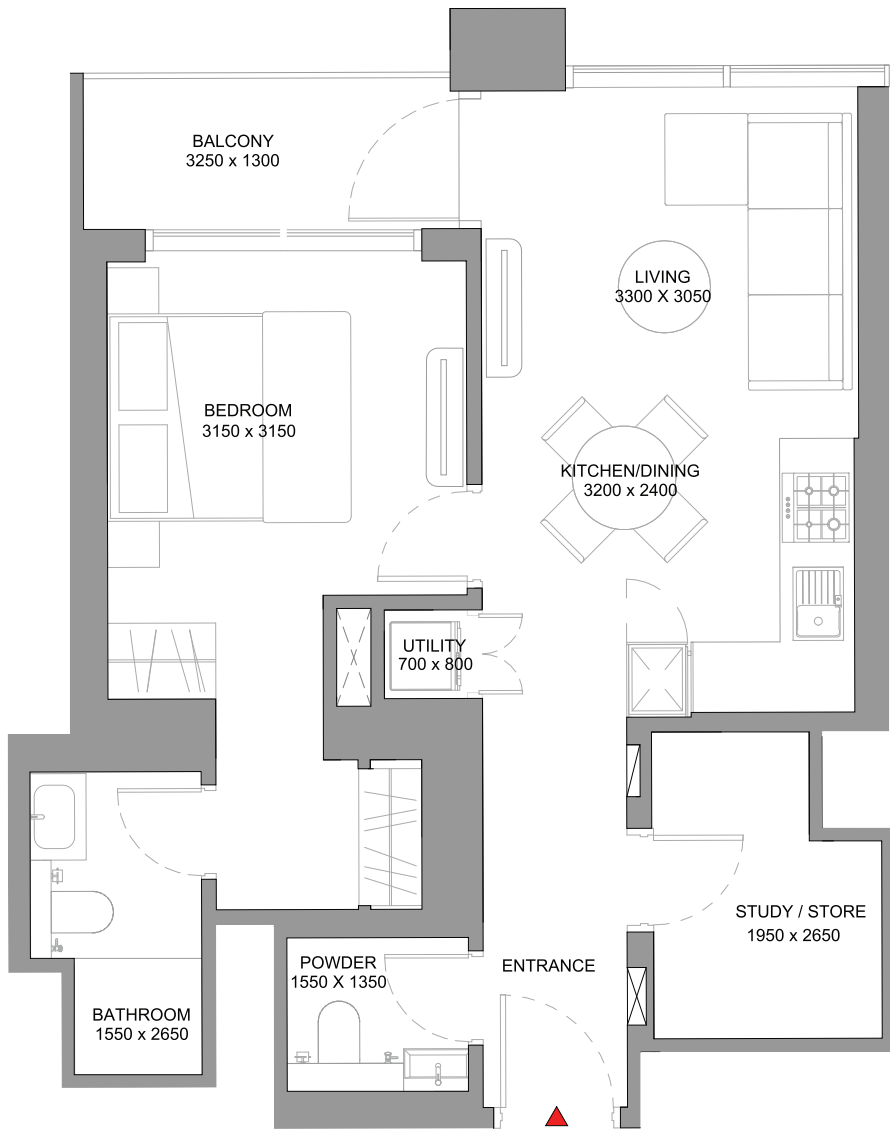 BALCONY
3250 x 1300
LIVING
3300 X 3050
BEDROOM
3150 x 3150
KITCHEN/DINING
3200 x 2400
UTILITY
700 x 800
STUDY / STORE
1950 x 2650
POWDER
1550 X 1350
ENTRANCE
BATHROOM
1550 x 2650